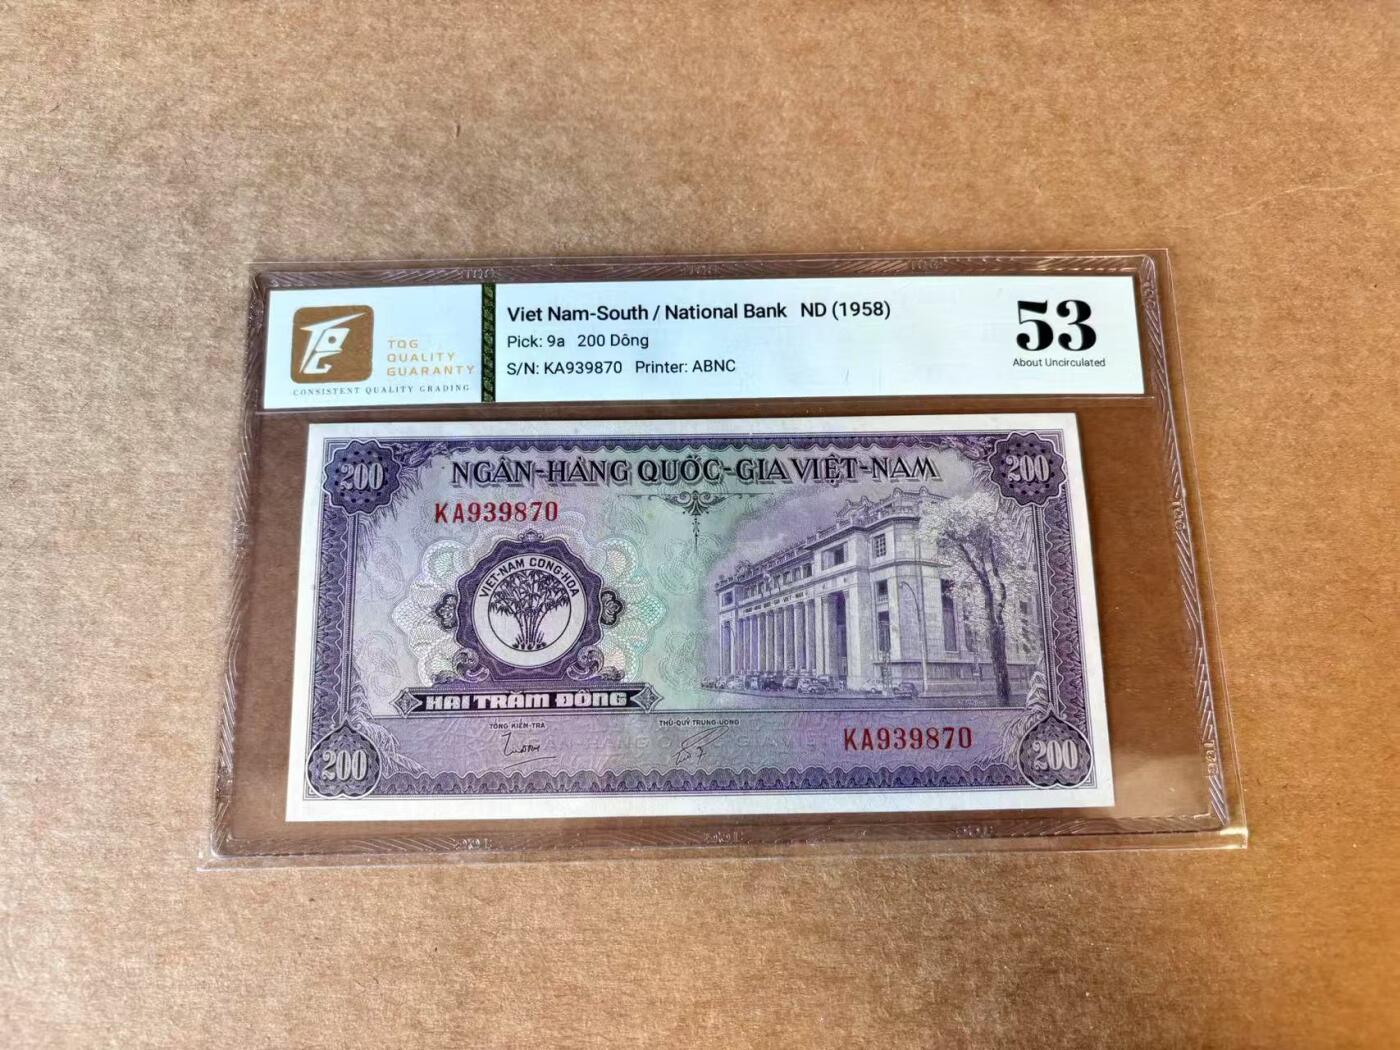 TQG
QUALITY
GUARANTY
CONSISTENT QUALITY GRADING
Viet Nam-South / National Bank ND (1958)
Pick: 9a 200 Dông
S/N: KA939870 Printer: ABNC
53
About Uncirculated
200
NGÂN-HÀNG QUỐC-GIA VIỆT-NAM
200
KA939870
VIỆT-NAM CỘNG-HÒA
HAI TRĂM ĐỒNG
TỔNG KIỂM-TRA
THỦ-QUỸ TRUNG-ƯƠNG
KA939870
200
200